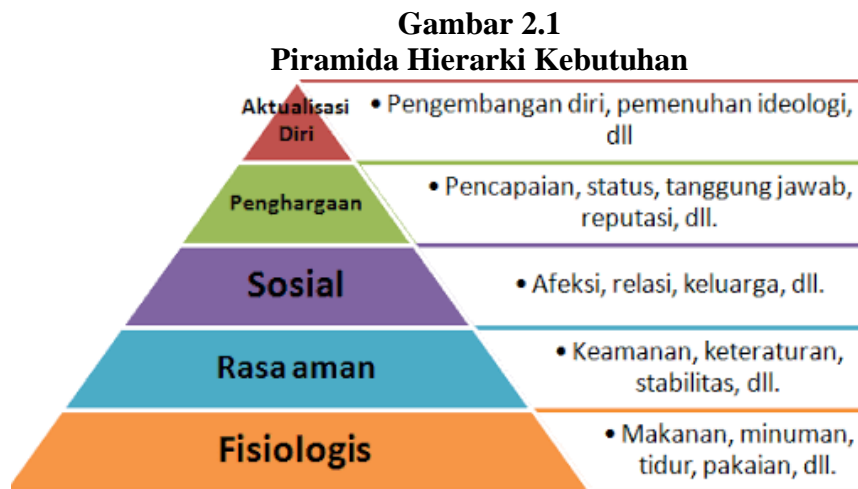 Gambar 2.1
Piramida Hierarki Kebutuhan
Aktualisasi
Diri
• Pengembangan diri, pemenuhan ideologi,
dll
Penghargaan
• Pencapaian, status, tanggung jawab,
reputasi, dll.
Sosial
• Afeksi, relasi, keluarga, dll.
Rasa aman
• Keamanan, keteraturan,
stabilitas, dll.
Fisiologis
• Makanan, minuman,
tidur, pakaian, dll.